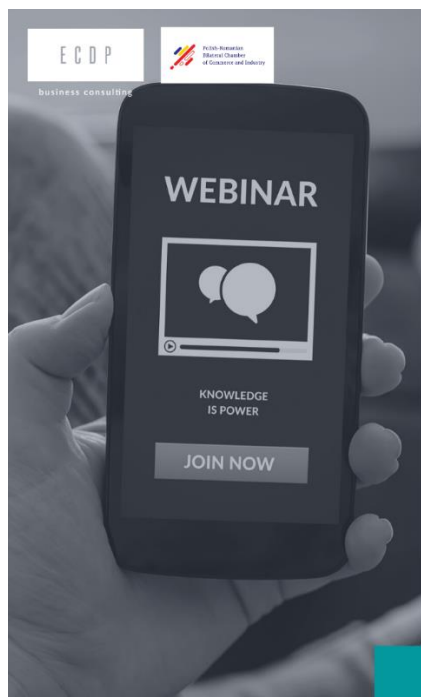 ECDP
business consulting
Polish-Romanian
Bilateral Chamber
of Commerce and Industry
WEBINAR
KNOWLEDGE
IS POWER
JOIN NOW